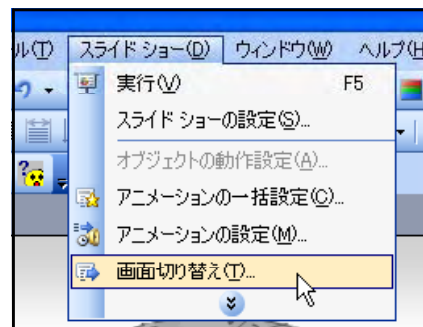 ル(T) スライド ショー(D) ウィンドウ(W) ヘルプ(H
実行(V) F5
スライド ショーの設定(S)...
オブジェクトの動作設定(A)...
アニメーションの一括設定(C)...
アニメーションの設定(M)...
画面切り替え(T)...